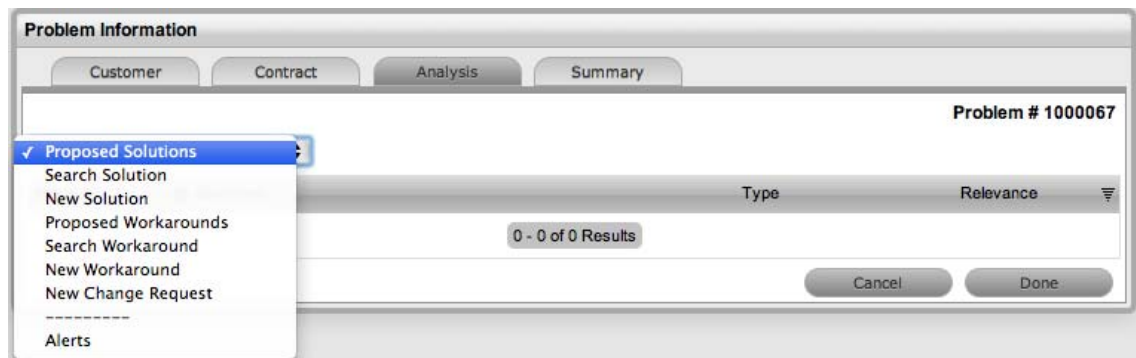 Problem Information
Customer Contract Analysis Summary
Problem # 1000067
✓ Proposed Solutions
Search Solution
New Solution
Type Relevance
Proposed Workarounds
Search Workaround
0 - 0 of 0 Results
New Workaround
New Change Request
Cancel Done
---------
Alerts